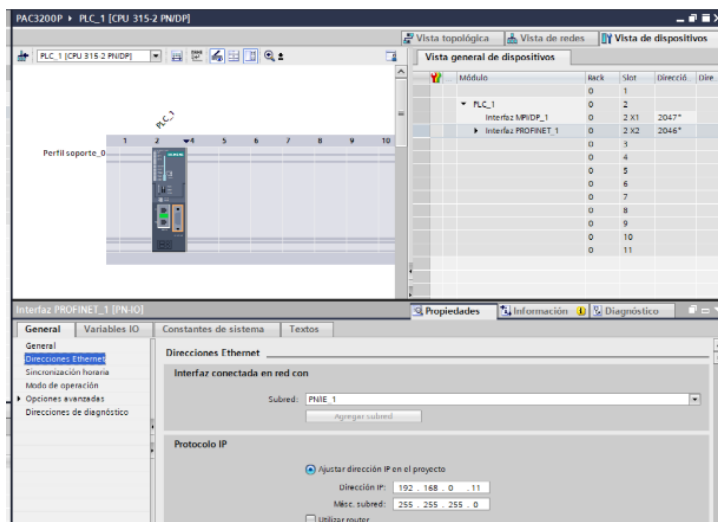 PAC3200P ▸ PLC_1 [CPU 315-2 PN/DP]
Vista topológica Vista de redes Vista de dispositivos
PLC_1 [CPU 315-2 PN/DP]
Vista general de dispositivos
Módulo Rack Slot Direcció.. Dire..
0 1
PLC_1 0 2
Interfaz MPI/DP_1 0 2 X1 2047*
Interfaz PROFINET_1 0 2 X2 2046*
0 3
0 4
0 5
0 6
0 7
0 8
0 9
0 10
0 11
PLC_1
1 2 4 5 6 7 8 9 10
Perfil soporte_0
SIEMENS
Interfaz PROFINET_1 [PN-IO]
Propiedades Información Diagnóstico
General Variables IO Constantes de sistema Textos
General
Direcciones Ethernet
Sincronización horaria
Modo de operación
Opciones avanzadas
Direcciones de diagnóstico
Direcciones Ethernet
Interfaz conectada en red con
Subred: PN/IE_1
Agregar subred
Protocolo IP
Ajustar dirección IP en el proyecto
Dirección IP: 192 . 168 . 0 . 11
Másc. subred: 255 . 255 . 255 . 0
Utilizar router